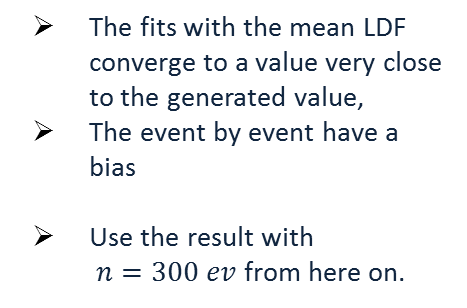 ➢ The fits with the mean LDF
converge to a value very close
to the generated value,
➢ The event by event have a
bias
➢ Use the result with
n = 300 ev from here on.